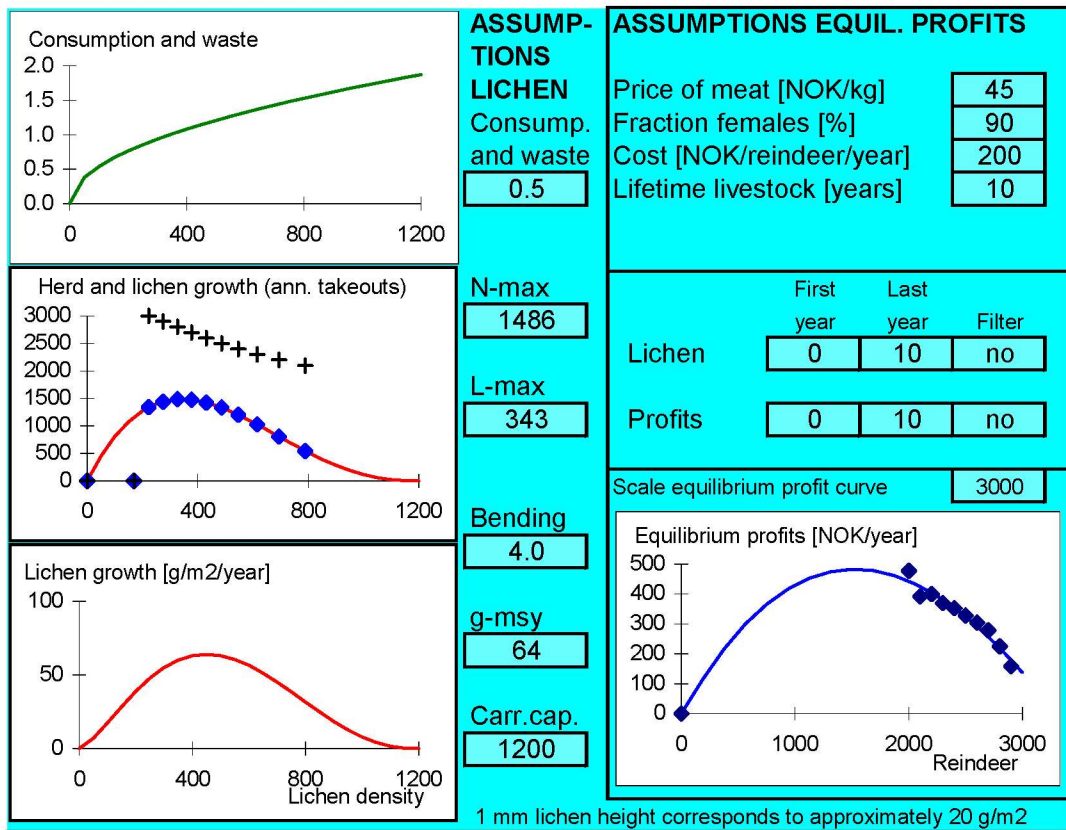 Consumption and waste
2.0
1.5
1.0
0.5
0.0
0 400 800 1200
Herd and lichen growth (ann. takeouts)
3000
2500
2000
1500
1000
500
0
0 400 800 1200
Lichen growth [g/m2/year]
100
50
0
0 400 800 1200
Lichen density
ASSUMP-
TIONS
LICHEN
Consump.
and waste
0.5
N-max
1486
L-max
343
Bending
4.0
g-msy
64
Carr.cap.
1200
ASSUMPTIONS EQUIL. PROFITS
Price of meat [NOK/kg] 45
Fraction females [%] 90
Cost [NOK/reindeer/year] 200
Lifetime livestock [years] 10
First Last
year year Filter
Lichen 0 10 no
Profits 0 10 no
Scale equilibrium profit curve 3000
Equilibrium profits [NOK/year]
500
400
300
200
100
0
0 1000 2000 3000
Reindeer
1 mm lichen height corresponds to approximately 20 g/m2